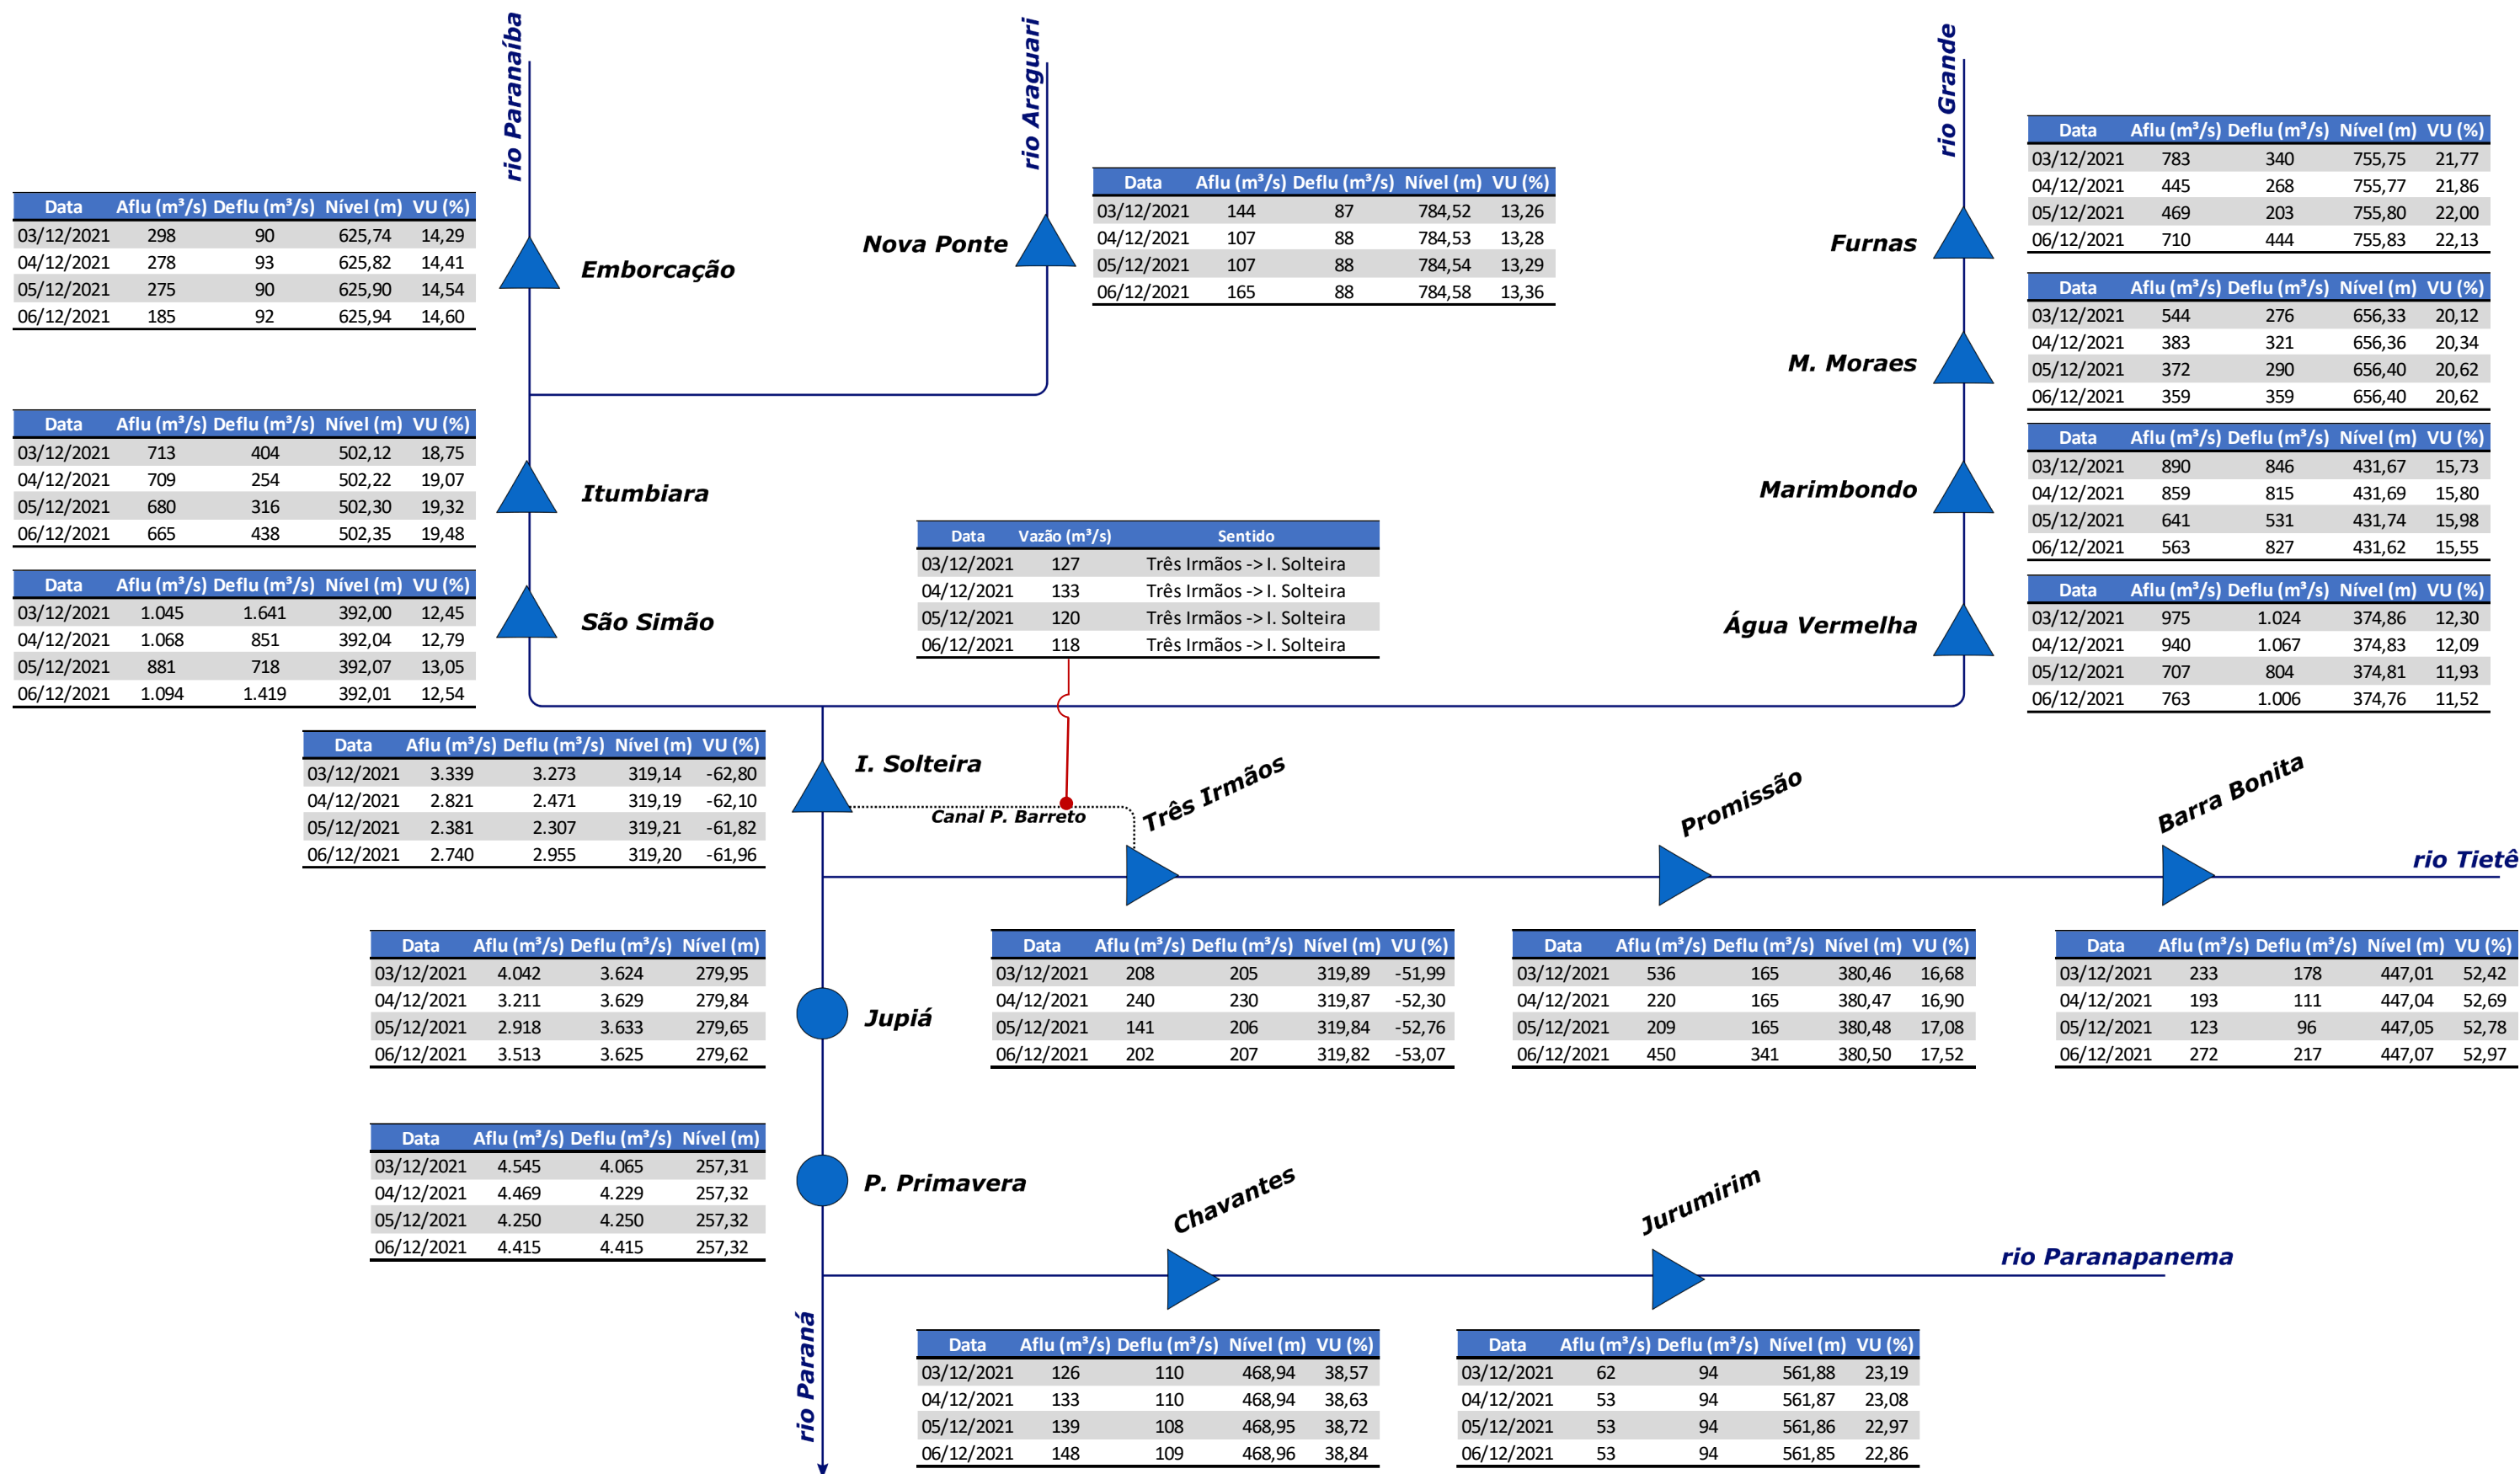 rio Paranaíba
rio Araguari
rio Grande
Data Aflu (m³/s) Deflu (m³/s) Nível (m) VU (%)
03/12/2021 783 340 755,75 21,77
04/12/2021 445 268 755,77 21,86
05/12/2021 469 203 755,80 22,00
06/12/2021 710 444 755,83 22,13
Furnas
Data Aflu (m³/s) Deflu (m³/s) Nível (m) VU (%)
03/12/2021 144 87 784,52 13,26
04/12/2021 107 88 784,53 13,28
05/12/2021 107 88 784,54 13,29
06/12/2021 165 88 784,58 13,36
Nova Ponte
Data Aflu (m³/s) Deflu (m³/s) Nível (m) VU (%)
03/12/2021 298 90 625,74 14,29
04/12/2021 278 93 625,82 14,41
05/12/2021 275 90 625,90 14,54
06/12/2021 185 92 625,94 14,60
Emborcação
Data Aflu (m³/s) Deflu (m³/s) Nível (m) VU (%)
03/12/2021 544 276 656,33 20,12
04/12/2021 383 321 656,36 20,34
05/12/2021 372 290 656,40 20,62
06/12/2021 359 359 656,40 20,62
M. Moraes
Data Aflu (m³/s) Deflu (m³/s) Nível (m) VU (%)
03/12/2021 713 404 502,12 18,75
04/12/2021 709 254 502,22 19,07
05/12/2021 680 316 502,30 19,32
06/12/2021 665 438 502,35 19,48
Itumbiara
Data Aflu (m³/s) Deflu (m³/s) Nível (m) VU (%)
03/12/2021 890 846 431,67 15,73
04/12/2021 859 815 431,69 15,80
05/12/2021 641 531 431,74 15,98
06/12/2021 563 827 431,62 15,55
Marimbondo
Data Vazão (m³/s) Sentido
03/12/2021 127 Três Irmãos -> I. Solteira
04/12/2021 133 Três Irmãos -> I. Solteira
05/12/2021 120 Três Irmãos -> I. Solteira
06/12/2021 118 Três Irmãos -> I. Solteira
Data Aflu (m³/s) Deflu (m³/s) Nível (m) VU (%)
03/12/2021 1.045 1.641 392,00 12,45
04/12/2021 1.068 851 392,04 12,79
05/12/2021 881 718 392,07 13,05
06/12/2021 1.094 1.419 392,01 12,54
São Simão
Data Aflu (m³/s) Deflu (m³/s) Nível (m) VU (%)
03/12/2021 975 1.024 374,86 12,30
04/12/2021 940 1.067 374,83 12,09
05/12/2021 707 804 374,81 11,93
06/12/2021 763 1.006 374,76 11,52
Água Vermelha
Data Aflu (m³/s) Deflu (m³/s) Nível (m) VU (%)
03/12/2021 3.339 3.273 319,14 -62,80
04/12/2021 2.821 2.471 319,19 -62,10
05/12/2021 2.381 2.307 319,21 -61,82
06/12/2021 2.740 2.955 319,20 -61,96
I. Solteira
Canal P. Barreto
Três Irmãos
Promissão
Barra Bonita
rio Tietê
Data Aflu (m³/s) Deflu (m³/s) Nível (m)
03/12/2021 4.042 3.624 279,95
04/12/2021 3.211 3.629 279,84
05/12/2021 2.918 3.633 279,65
06/12/2021 3.513 3.625 279,62
Jupiá
Data Aflu (m³/s) Deflu (m³/s) Nível (m) VU (%)
03/12/2021 208 205 319,89 -51,99
04/12/2021 240 230 319,87 -52,30
05/12/2021 141 206 319,84 -52,76
06/12/2021 202 207 319,82 -53,07
Data Aflu (m³/s) Deflu (m³/s) Nível (m) VU (%)
03/12/2021 536 165 380,46 16,68
04/12/2021 220 165 380,47 16,90
05/12/2021 209 165 380,48 17,08
06/12/2021 450 341 380,50 17,52
Data Aflu (m³/s) Deflu (m³/s) Nível (m) VU (%)
03/12/2021 233 178 447,01 52,42
04/12/2021 193 111 447,04 52,69
05/12/2021 123 96 447,05 52,78
06/12/2021 272 217 447,07 52,97
Data Aflu (m³/s) Deflu (m³/s) Nível (m)
03/12/2021 4.545 4.065 257,31
04/12/2021 4.469 4.229 257,32
05/12/2021 4.250 4.250 257,32
06/12/2021 4.415 4.415 257,32
P. Primavera
Chavantes
Jurumirim
rio Paranapanema
rio Paraná
Data Aflu (m³/s) Deflu (m³/s) Nível (m) VU (%)
03/12/2021 126 110 468,94 38,57
04/12/2021 133 110 468,94 38,63
05/12/2021 139 108 468,95 38,72
06/12/2021 148 109 468,96 38,84
Data Aflu (m³/s) Deflu (m³/s) Nível (m) VU (%)
03/12/2021 62 94 561,88 23,19
04/12/2021 53 94 561,87 23,08
05/12/2021 53 94 561,86 22,97
06/12/2021 53 94 561,85 22,86